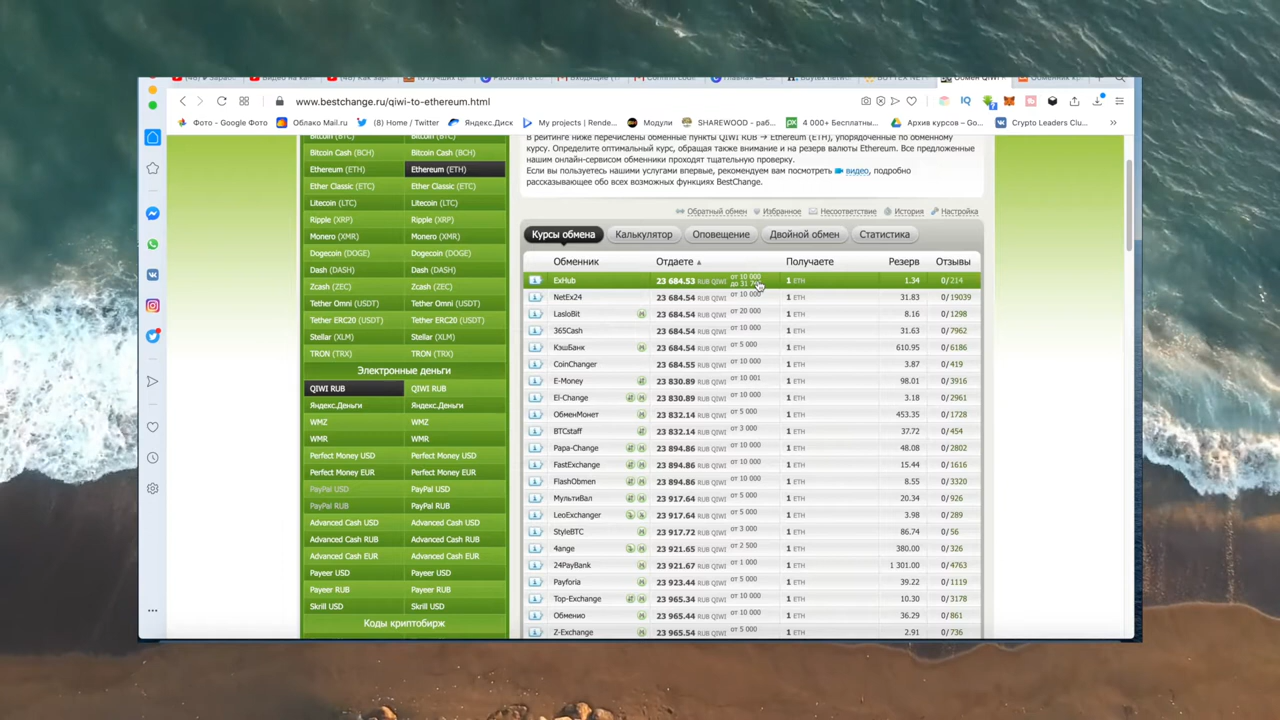 www.bestchange.ru/qiwi-to-ethereum.html
Фото - Google Фото
Облако Mail.ru
(8) Home / Twitter
Яндекс.Диск
My projects | Rende...
Модули
SHAREWOOD - раб...
4 000+ Бесплатны...
Архив курсов – Go...
Crypto Leaders Clu...
В рейтинге ниже перечислены обменные пункты QIWI RUB → Ethereum (ETH), упорядоченные по обменному
курсу. Определите оптимальный курс, обращая также внимание и на резерв валюты Ethereum. Все предложенные
нашим онлайн-сервисом обменники проходят тщательную проверку.
Если вы пользуетесь нашими услугами впервые, рекомендуем вам посмотреть видео, подробно
рассказывающее обо всех возможных функциях BestChange.
Обратный обмен Избранное Несоответствие История Настройка
Курсы обмена Калькулятор Оповещение Двойной обмен Статистика
Bitcoin (BTC) Bitcoin (BTC)
Bitcoin Cash (BCH) Bitcoin Cash (BCH)
Ethereum (ETH) Ethereum (ETH)
Ether Classic (ETC) Ether Classic (ETC)
Litecoin (LTC) Litecoin (LTC)
Ripple (XRP) Ripple (XRP)
Monero (XMR) Monero (XMR)
Dogecoin (DOGE) Dogecoin (DOGE)
Dash (DASH) Dash (DASH)
Zcash (ZEC) Zcash (ZEC)
Tether Omni (USDT) Tether Omni (USDT)
Tether ERC20 (USDT) Tether ERC20 (USDT)
Stellar (XLM) Stellar (XLM)
TRON (TRX) TRON (TRX)
Электронные деньги
QIWI RUB QIWI RUB
Яндекс.Деньги Яндекс.Деньги
WMZ WMZ
WMR WMR
Perfect Money USD Perfect Money USD
Perfect Money EUR Perfect Money EUR
PayPal USD PayPal USD
PayPal RUB PayPal RUB
Advanced Cash USD Advanced Cash USD
Advanced Cash RUB Advanced Cash RUB
Advanced Cash EUR Advanced Cash EUR
Payeer USD Payeer USD
Payeer RUB Payeer RUB
Skrill USD Skrill USD
Коды криптобирж
Обменник Отдаете Получаете Резерв Отзывы
ExHub 23 684.53 RUB QIWI от 10 000 до 31 1 ETH 1.34 0/214
NetEx24 23 684.54 RUB QIWI от 10 000 1 ETH 31.83 0/19039
LasloBit 23 684.54 RUB QIWI от 20 000 1 ETH 8.16 0/1298
365Cash 23 684.54 RUB QIWI от 10 000 1 ETH 31.63 0/7962
КэшБанк 23 684.54 RUB QIWI от 5 000 1 ETH 610.95 0/6186
CoinChanger 23 684.55 RUB QIWI от 10 000 1 ETH 3.87 0/419
E-Money 23 830.89 RUB QIWI от 10 001 1 ETH 98.01 0/3916
El-Change 23 830.89 RUB QIWI от 10 000 1 ETH 3.18 0/2961
ОбменМонет 23 832.14 RUB QIWI от 5 000 1 ETH 453.35 0/1728
BTCstaff 23 832.14 RUB QIWI от 3 000 1 ETH 37.72 0/454
Papa-Change 23 894.86 RUB QIWI от 10 000 1 ETH 48.08 0/2802
FastExchange 23 894.86 RUB QIWI от 10 000 1 ETH 15.44 0/1616
FlashObmen 23 894.86 RUB QIWI от 10 000 1 ETH 8.55 0/3320
МультиВал 23 917.64 RUB QIWI от 5 000 1 ETH 20.34 0/926
LeoExchanger 23 917.64 RUB QIWI от 5 000 1 ETH 3.98 0/289
StyleBTC 23 917.72 RUB QIWI от 3 000 1 ETH 86.74 0/56
4ange 23 921.65 RUB QIWI от 2 500 1 ETH 380.00 0/326
24PayBank 23 921.67 RUB QIWI от 1 000 1 ETH 1 301.00 0/4763
Payforia 23 923.44 RUB QIWI от 5 000 1 ETH 39.22 0/1119
Top-Exchange 23 965.34 RUB QIWI от 10 000 1 ETH 10.30 0/3178
Обменио 23 965.44 RUB QIWI от 10 000 1 ETH 36.29 0/861
Z-Exchange 23 965.54 RUB QIWI от 5 000 1 ETH 2.91 0/736